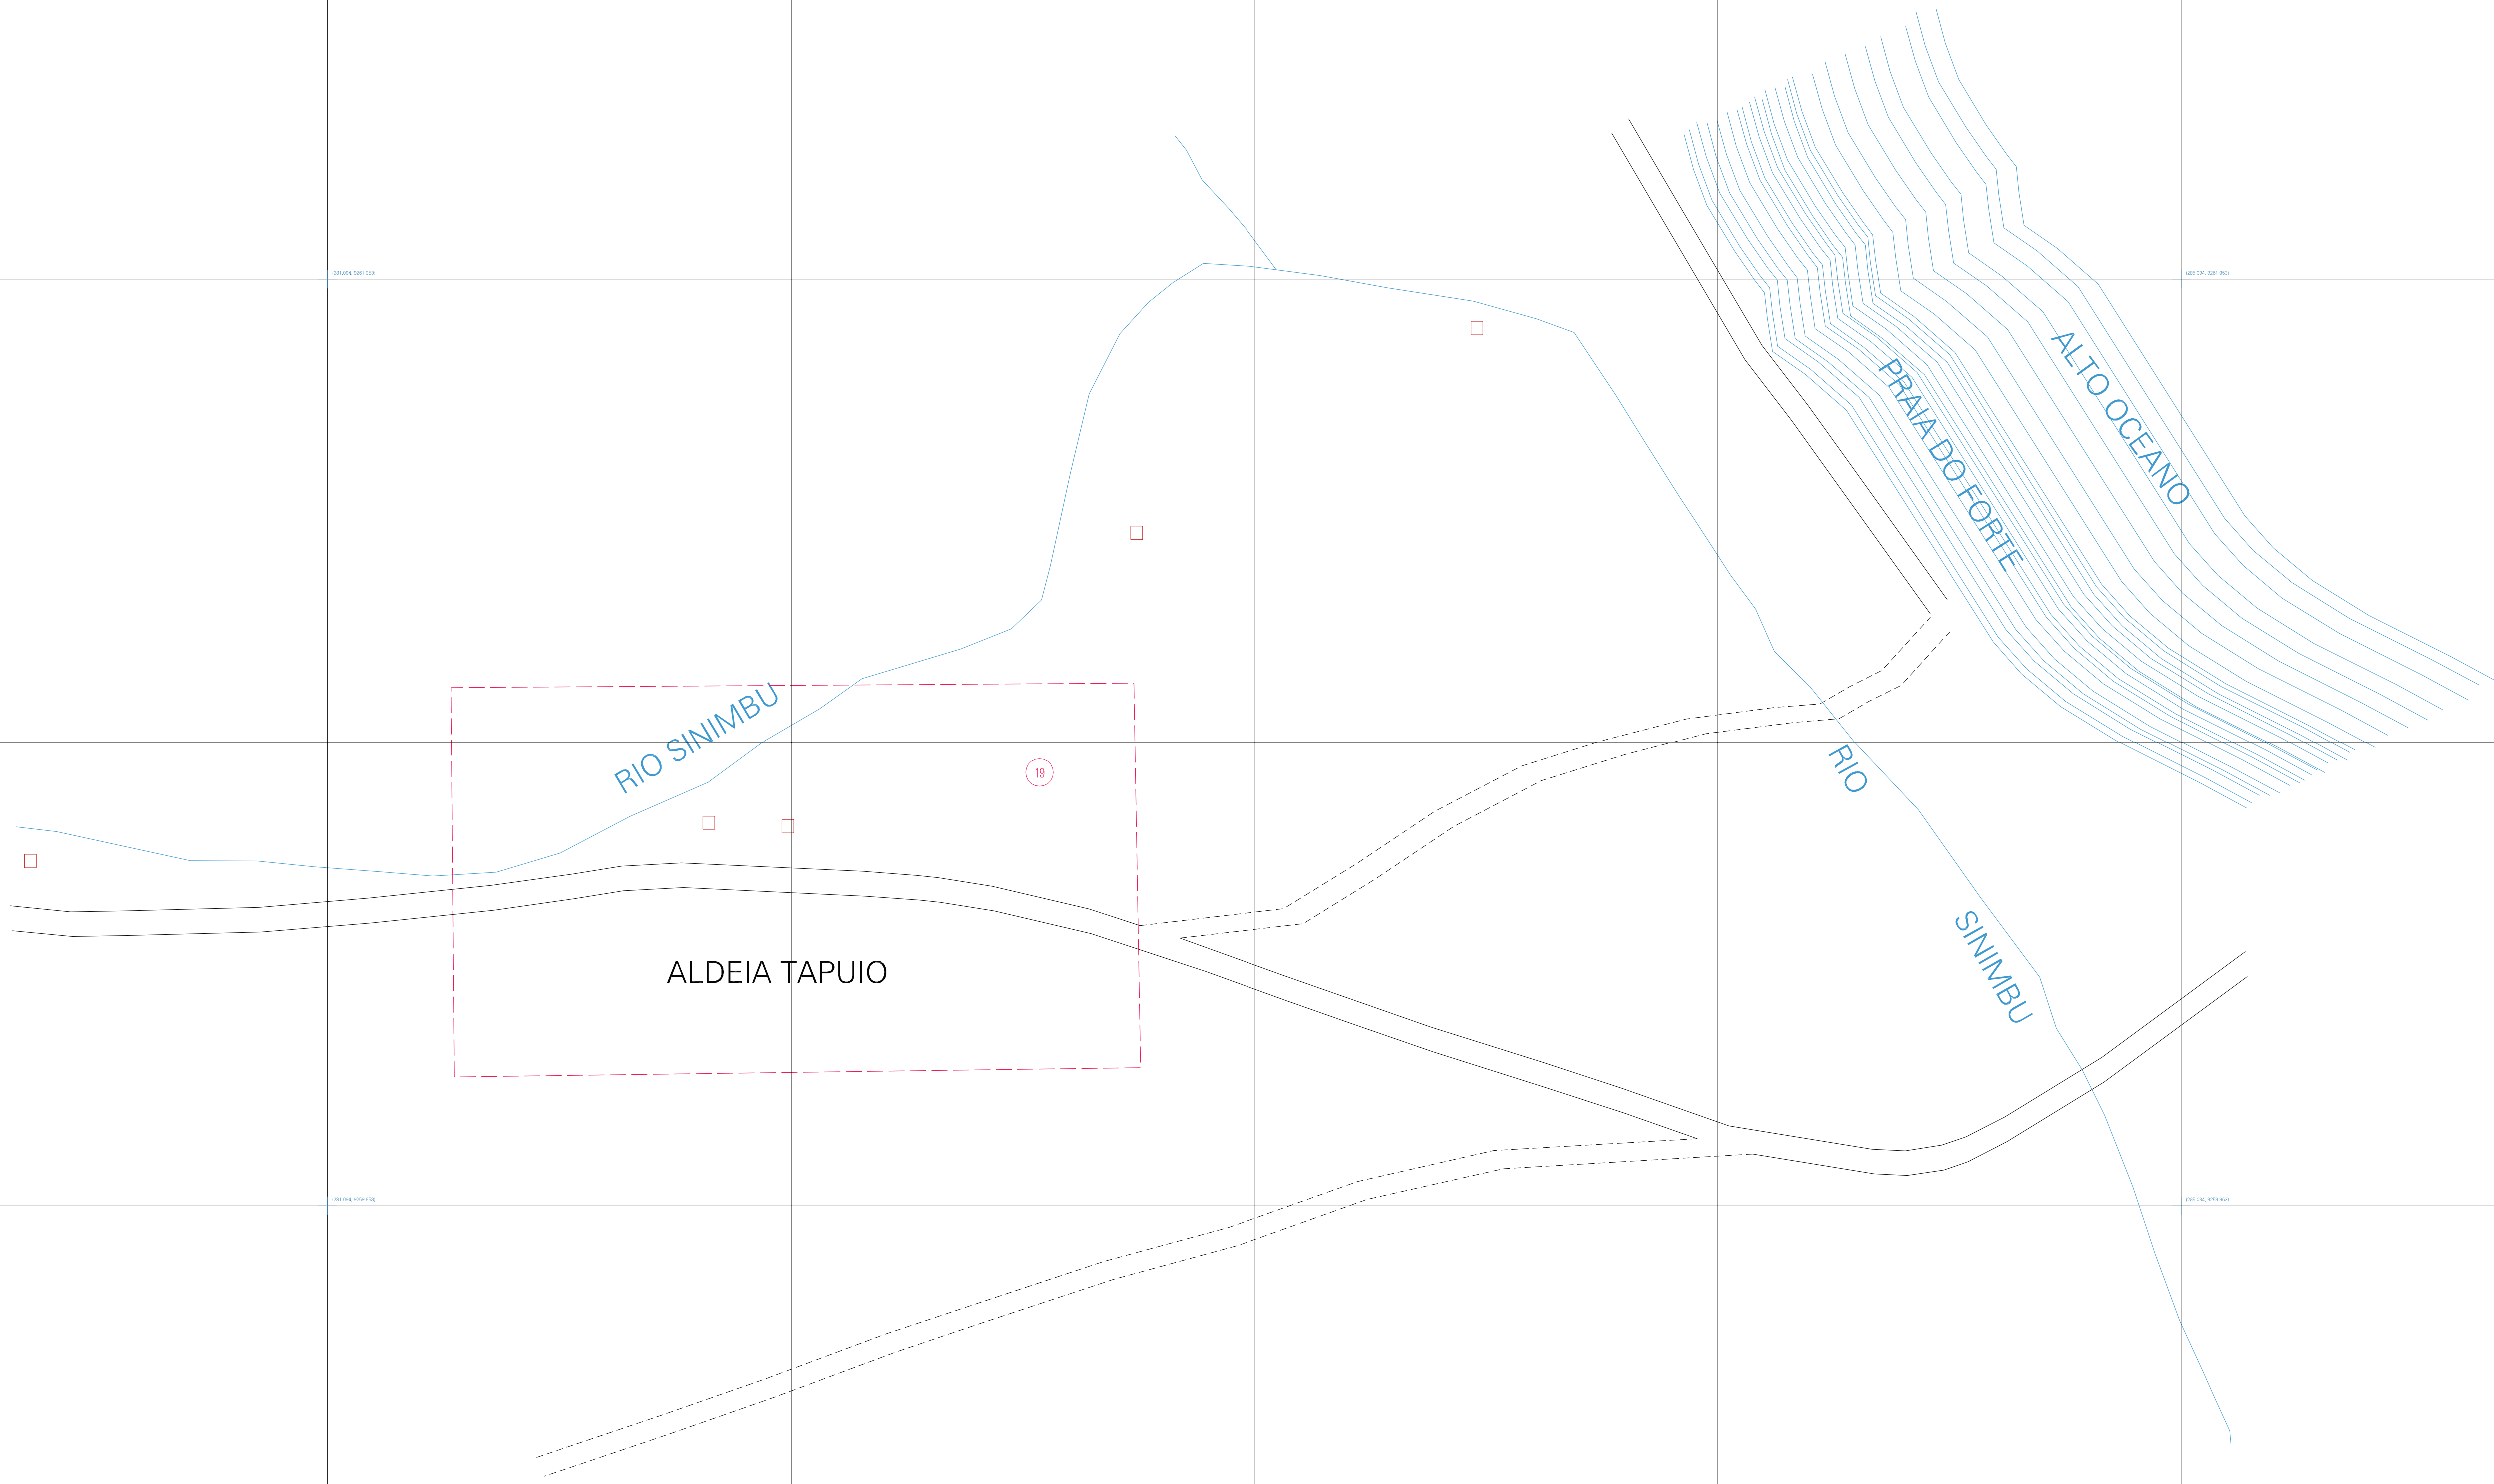 ALTO OCEANO
PRAIA DO FORTE
RIO SINIMBU
RIO
19
SINIMBU
ALDEIA TAPUIO